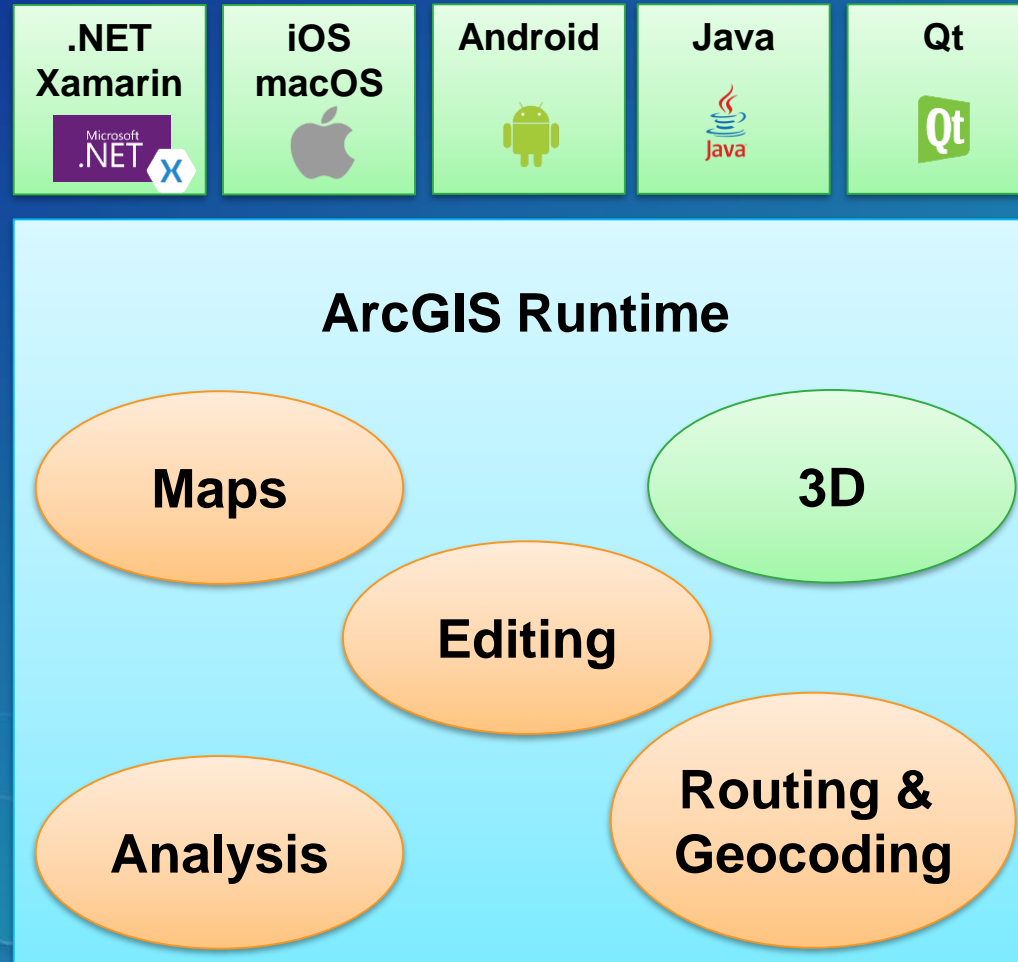 .NET
Xamarin
Microsoft
.NET
X
iOS
macOS
Android
Java
Java
Qt
Qt
ArcGIS Runtime
Maps
3D
Editing
Routing &
Geocoding
Analysis